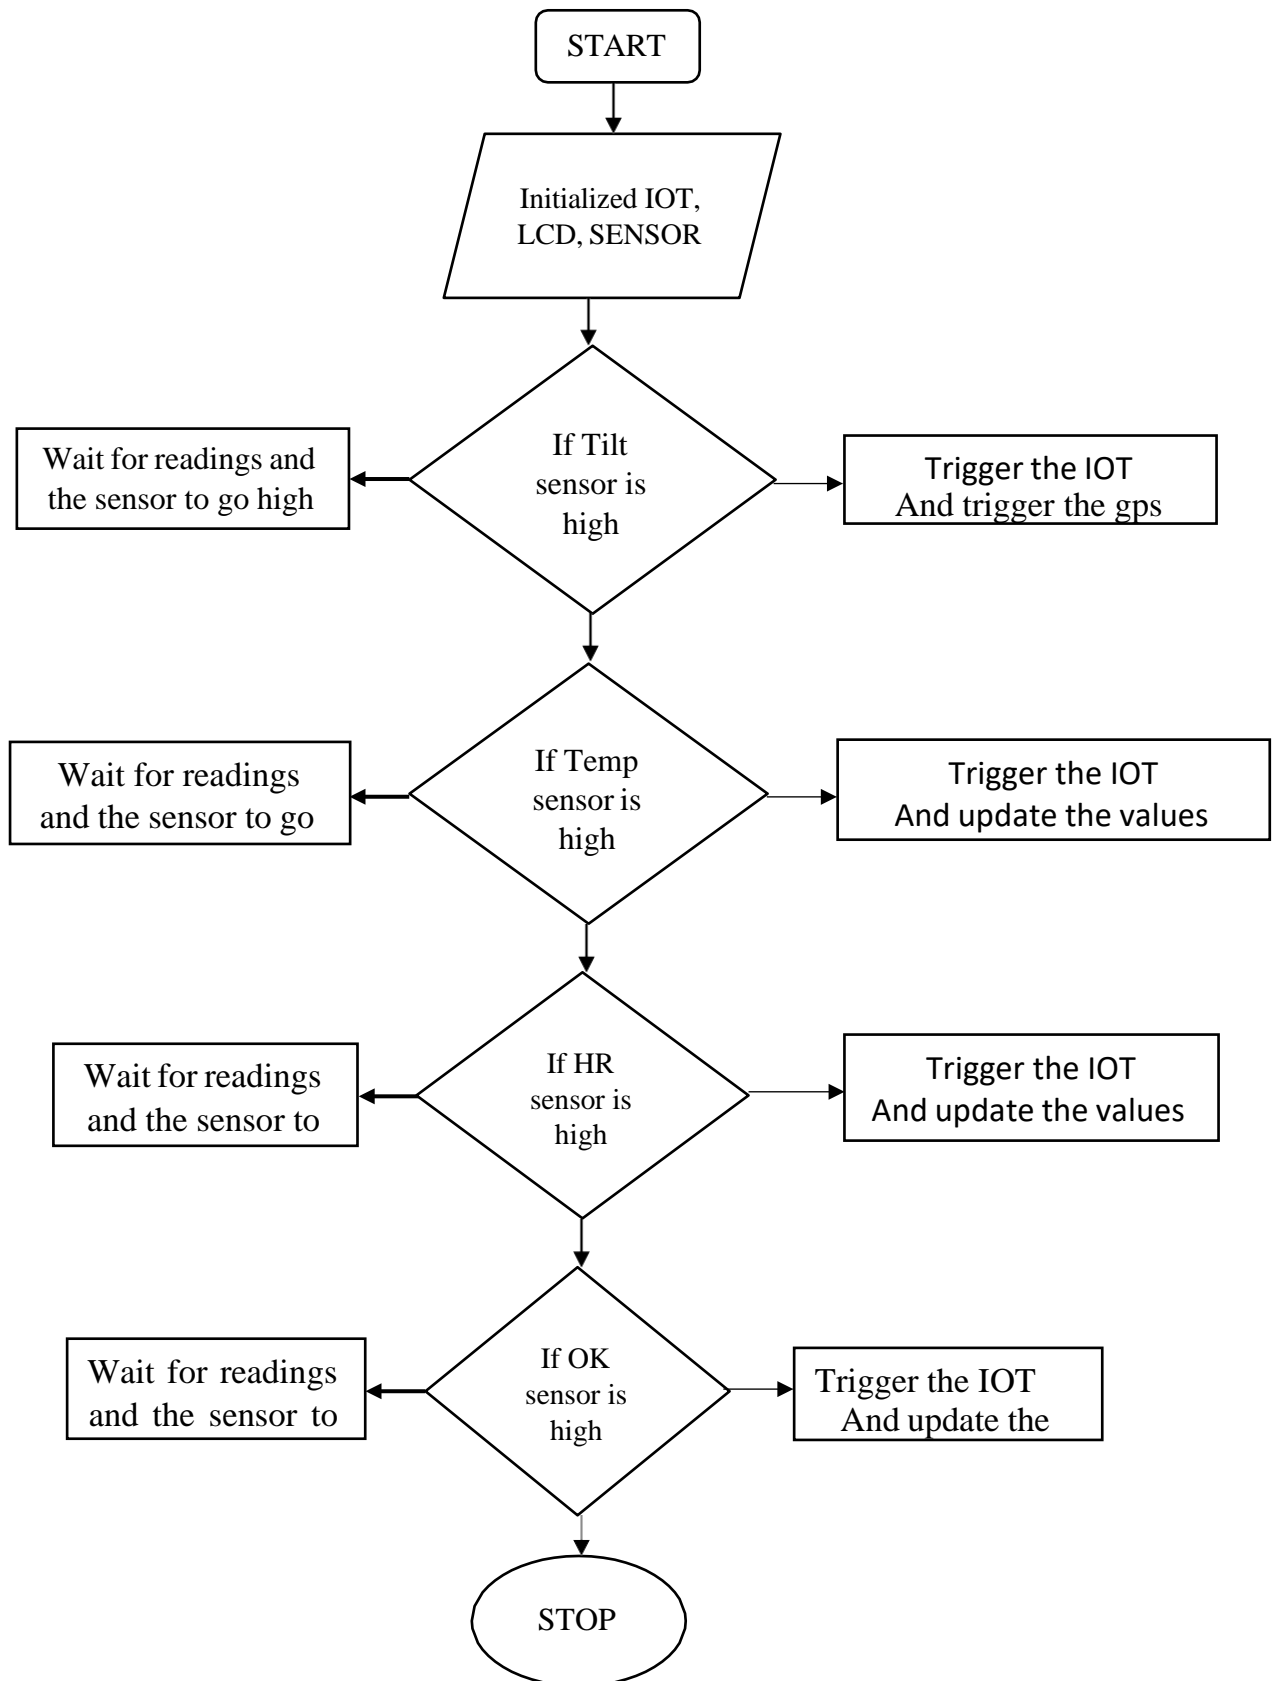 START
Initialized IOT,
LCD, SENSOR
If Tilt
sensor is
high
Wait for readings and
the sensor to go high
Trigger the IOT
And trigger the gps
If Temp
sensor is
high
Wait for readings
and the sensor to go
Trigger the IOT
And update the values
If HR
sensor is
high
Wait for readings
and the sensor to
Trigger the IOT
And update the values
If OK
sensor is
high
Wait for readings
and the sensor to
Trigger the IOT
And update the
STOP